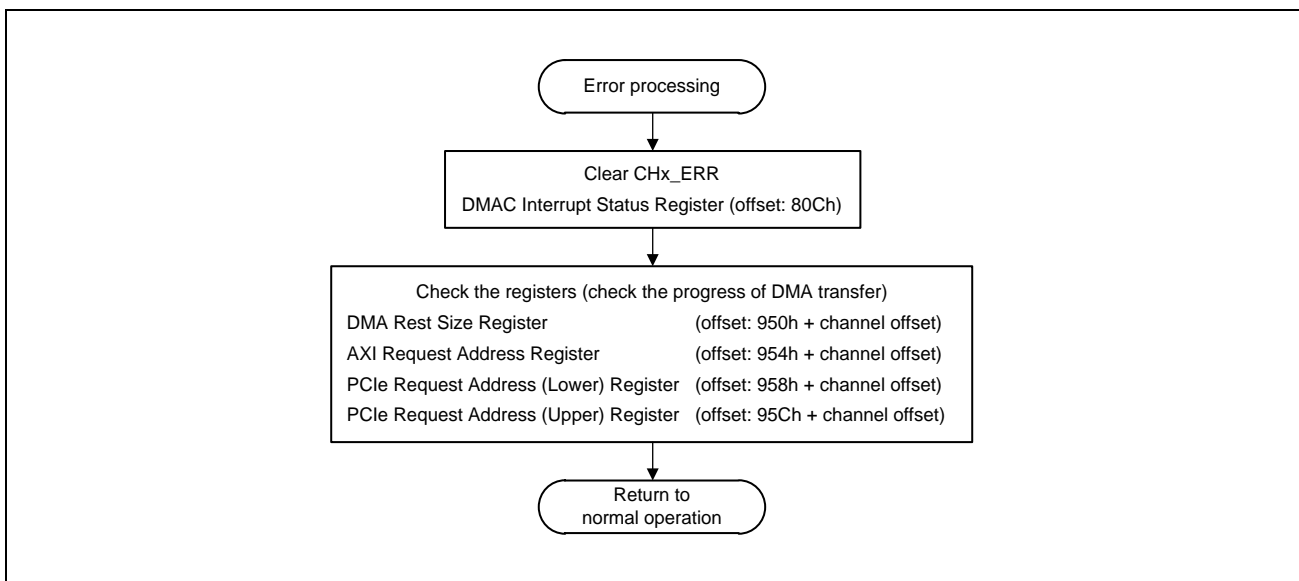 Error processing
Clear CHx_ERR
DMAC Interrupt Status Register (offset: 80Ch)
Check the registers (check the progress of DMA transfer)
DMA Rest Size Register (offset: 950h + channel offset)
AXI Request Address Register (offset: 954h + channel offset)
PCIe Request Address (Lower) Register (offset: 958h + channel offset)
PCIe Request Address (Upper) Register (offset: 95Ch + channel offset)
Return to
normal operation